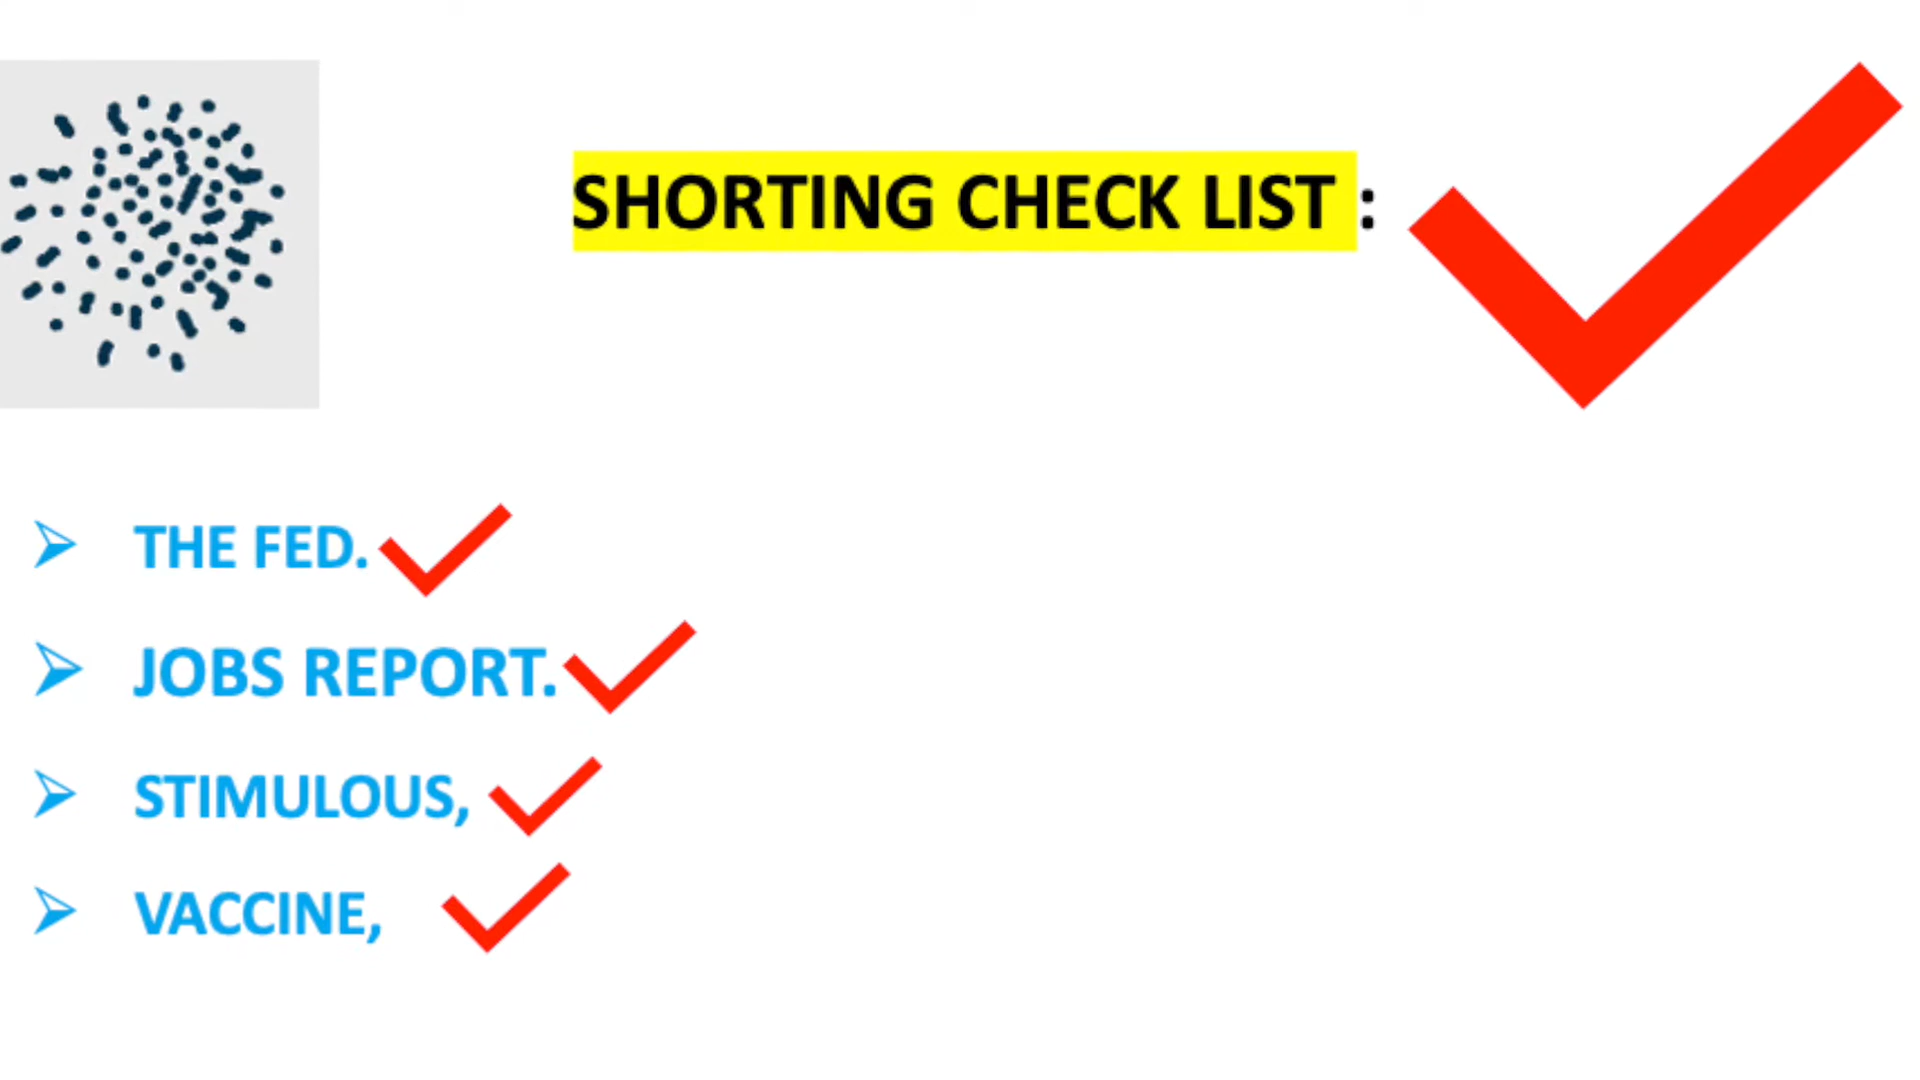 SHORTING CHECK LIST :
THE FED.
JOBS REPORT.
STIMULOUS,
VACCINE,